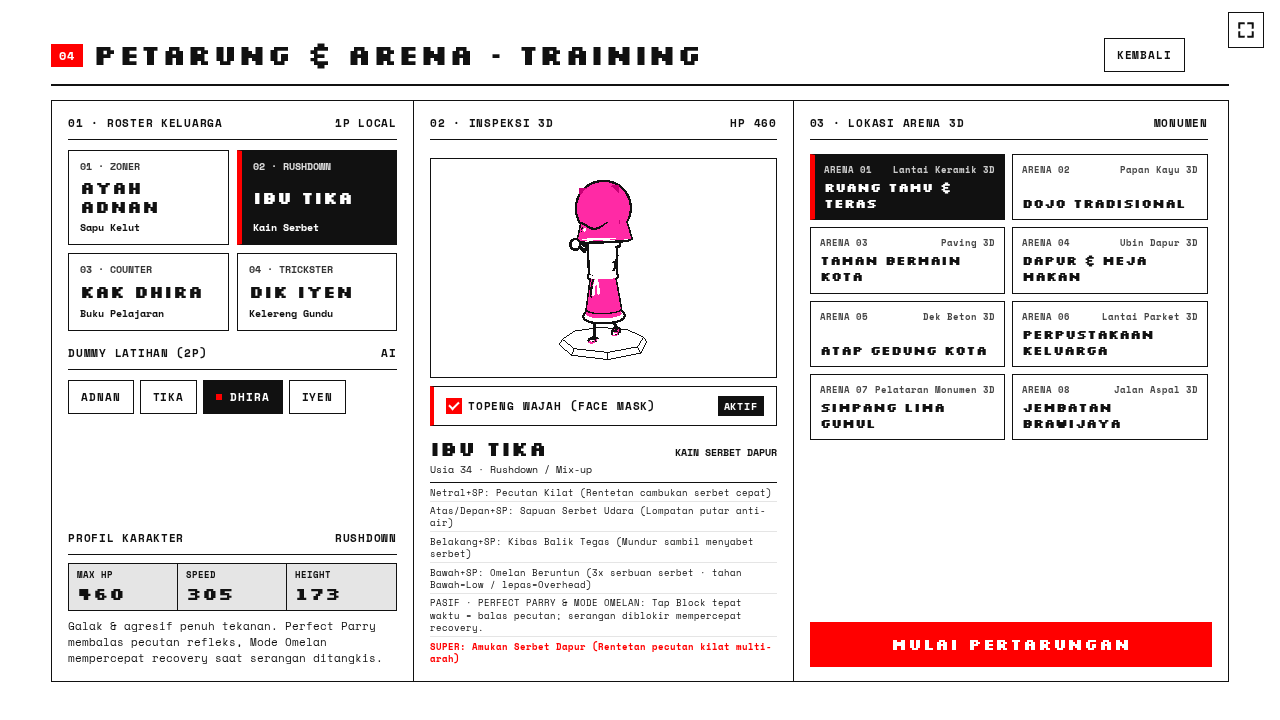 04 PETARUNG & ARENA - TRAINING
KEMBALI
01 · ROSTER KELUARGA 1P LOCAL
01 · ZONER
AYAH
ADNAN
Sapu Kelut
02 · RUSHDOWN
IBU TIKA
Kain Serbet
03 · COUNTER
KAK DHIRA
Buku Pelajaran
04 · TRICKSTER
DIK IYEN
Kelereng Gundu
DUMMY LATIHAN (2P) AI
ADNAN TIKA DHIRA IYEN
PROFIL KARAKTER RUSHDOWN
MAX HP SPEED HEIGHT
460 305 173
Galak & agresif penuh tekanan. Perfect Parry
membalas pecutan refleks, Mode Omelan
mempercepat recovery saat serangan ditangkis.
02 · INSPEKSI 3D HP 460
TOPENG WAJAH (FACE MASK) AKTIF
IBU TIKA KAIN SERBET DAPUR
Usia 34 · Rushdown / Mix-up
Netral+SP: Pecutan Kilat (Rentetan cambukan serbet cepat)
Atas/Depan+SP: Sapuan Serbet Udara (Lompatan putar anti-
air)
Belakang+SP: Kibas Balik Tegas (Mundur sambil menyabet
serbet)
Bawah+SP: Omelan Beruntun (3x serbuan serbet · tahan
Bawah=Low / lepas=Overhead)
PASIF · PERFECT PARRY & MODE OMELAN: Tap Block tepat
waktu = balas pecutan; serangan diblokir mempercepat
recovery.
SUPER: Amukan Serbet Dapur (Rentetan pecutan kilat multi-
arah)
03 · LOKASI ARENA 3D MONUMEN
ARENA 01 Lantai Keramik 3D
RUANG TAMU &
TERAS
ARENA 02 Papan Kayu 3D
DOJO TRADISIONAL
ARENA 03 Paving 3D
TAMAN BERMAIN
KOTA
ARENA 04 Ubin Dapur 3D
DAPUR & MEJA
MAKAN
ARENA 05 Dek Beton 3D
ATAP GEDUNG KOTA
ARENA 06 Lantai Parket 3D
PERPUSTAKAAN
KELUARGA
ARENA 07 Pelataran Monumen 3D
SIMPANG LIMA
GUMUL
ARENA 08 Jalan Aspal 3D
JEMBATAN
BRAWIJAYA
MULAI PERTARUNGAN